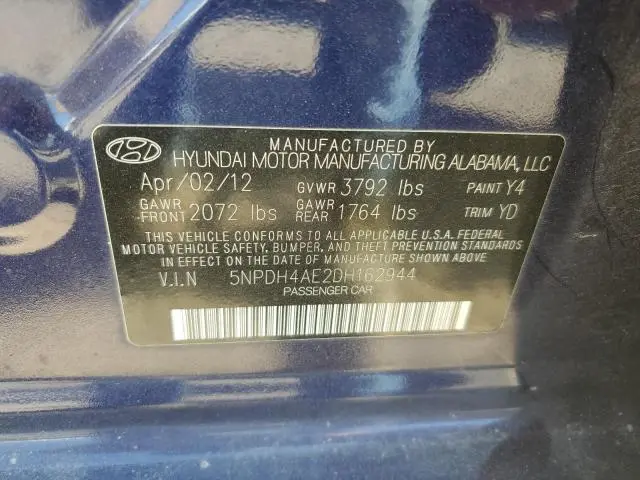 MANUFACTURED BY
HYUNDAI MOTOR MANUFACTURING ALABAMA, LLC
Apr/02/12 GVWR 3792 lbs PAINT Y4
GAWR FRONT 2072 lbs GAWR REAR 1764 lbs TRIM YD
THIS VEHICLE CONFORMS TO ALL APPLICABLE U.S.A. FEDERAL
MOTOR VEHICLE SAFETY, BUMPER, AND THEFT PREVENTION STANDARDS
IN EFFECT ON THE DATE OF MANUFACTURE SHOWN ABOVE.
V.I.N 5NPDH4AE2DH162944
PASSENGER CAR